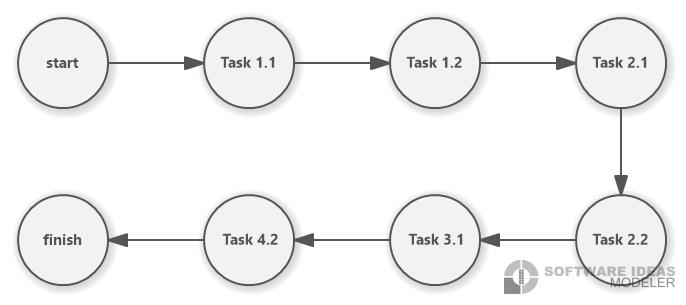 start
Task 1.1
Task 1.2
Task 2.1
finish
Task 4.2
Task 3.1
Task 2.2
SOFTWARE IDEAS
MODELER